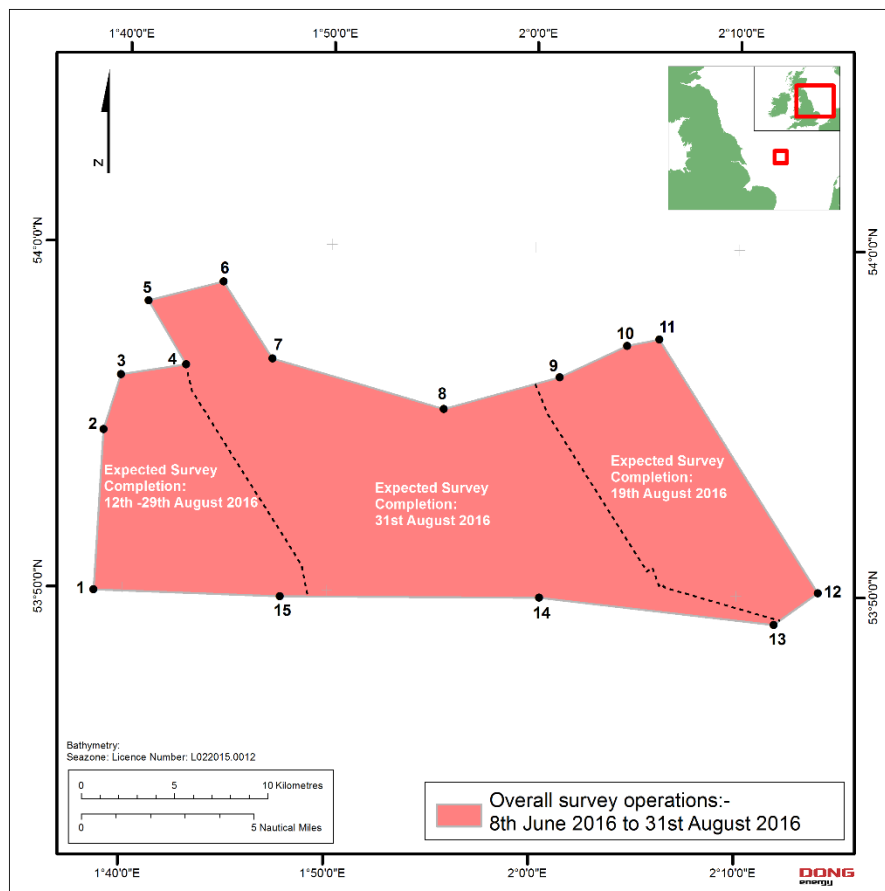 1°40'0"E
1°50'0"E
2°0'0"E
2°10'0"E
N
54°0'0"N
54°0'0"N
5
6
7
3
4
2
8
9
10
11
Expected Survey
Completion:
12th -29th August 2016
Expected Survey
Completion:
31st August 2016
Expected Survey
Completion:
19th August 2016
53°50'0"N
53°50'0"N
1
15
14
12
13
Bathymetry:
Seazone: Licence Number: L022015.0012
0 5 10 Kilometres
0 5 Nautical Miles
Overall survey operations:-
8th June 2016 to 31st August 2016
1°40'0"E
1°50'0"E
2°0'0"E
2°10'0"E
DONG
energy